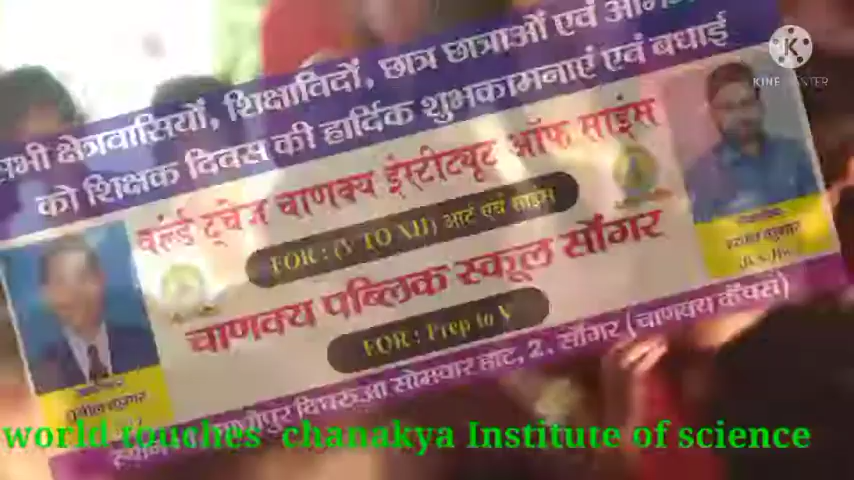 सभी क्षेत्रवासियों, शिक्षाविदों, छात्र छात्राओं एवं
को शिक्षक दिवस की हार्दिक शुभकामनाएं एवं बधाई
वर्ल्ड टचेज चाणक्य इंस्टीट्यूट ऑफ साइंस
FOR : (V TO XII) आर्ट एवं साइंस
चाणक्य पब्लिक स्कूल सौंगर
FOR : Prep to V
सोमवार हाट, 2. सौंगर (चाणक्य कैंपस)
world touches chanakya Institute of science
KINEMASTER